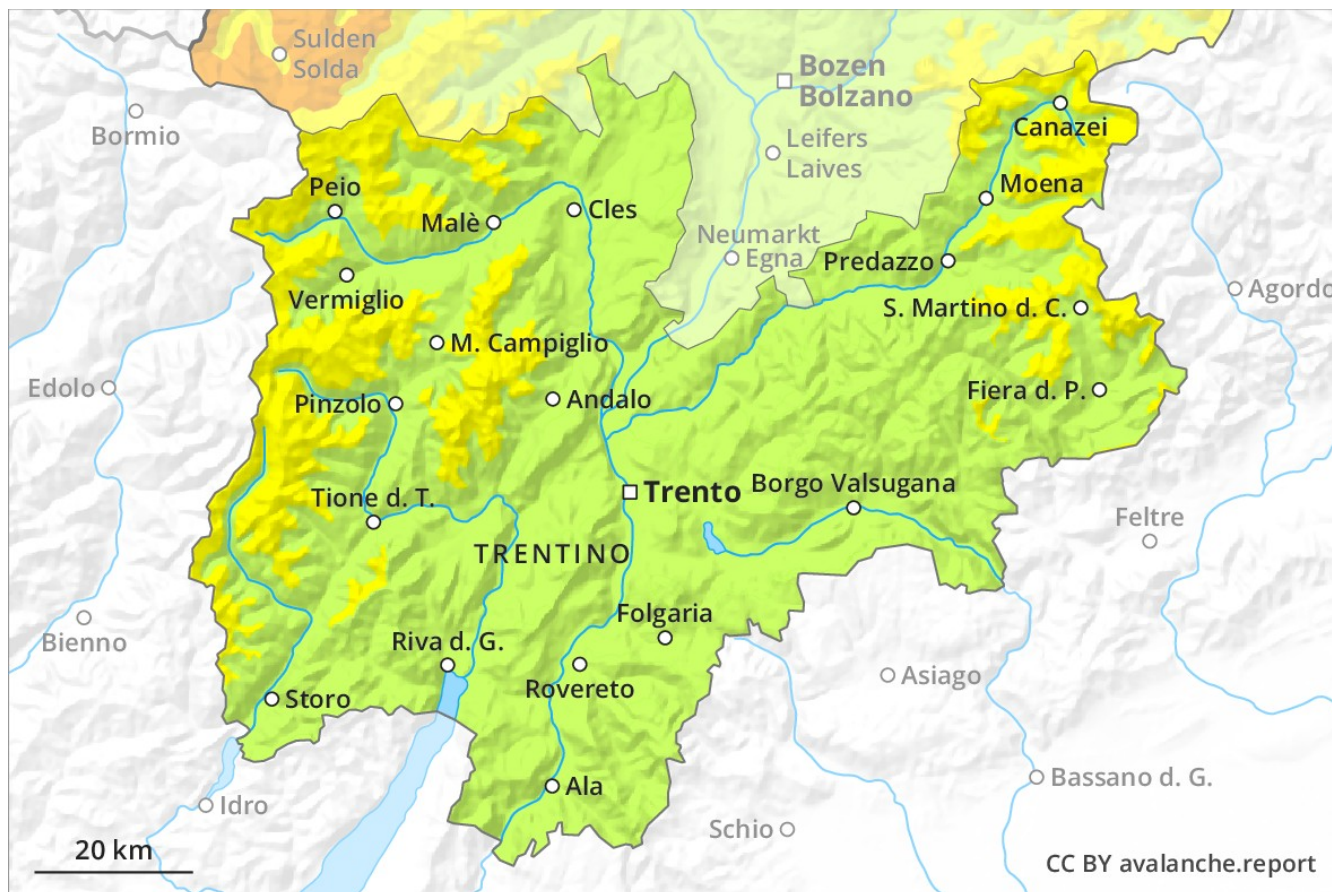 Sulden
Solda
Bozen
Bolzano
Bormio
Canazei
Leifers
Laives
Peio
Moena
Malè
Cles
Neumarkt
Egna
Predazzo
Vermiglio
Agordo
S. Martino d. C.
M. Campiglio
Edolo
Pinzolo
Andalo
Fiera d. P.
Tione d. T.
Trento
Borgo Valsugana
Feltre
TRENTINO
Bienno
Folgaria
Riva d. G.
Asiago
Rovereto
Storo
Bassano d. G.
Ala
Idro
Schio
20 km
CC BY avalanche.report